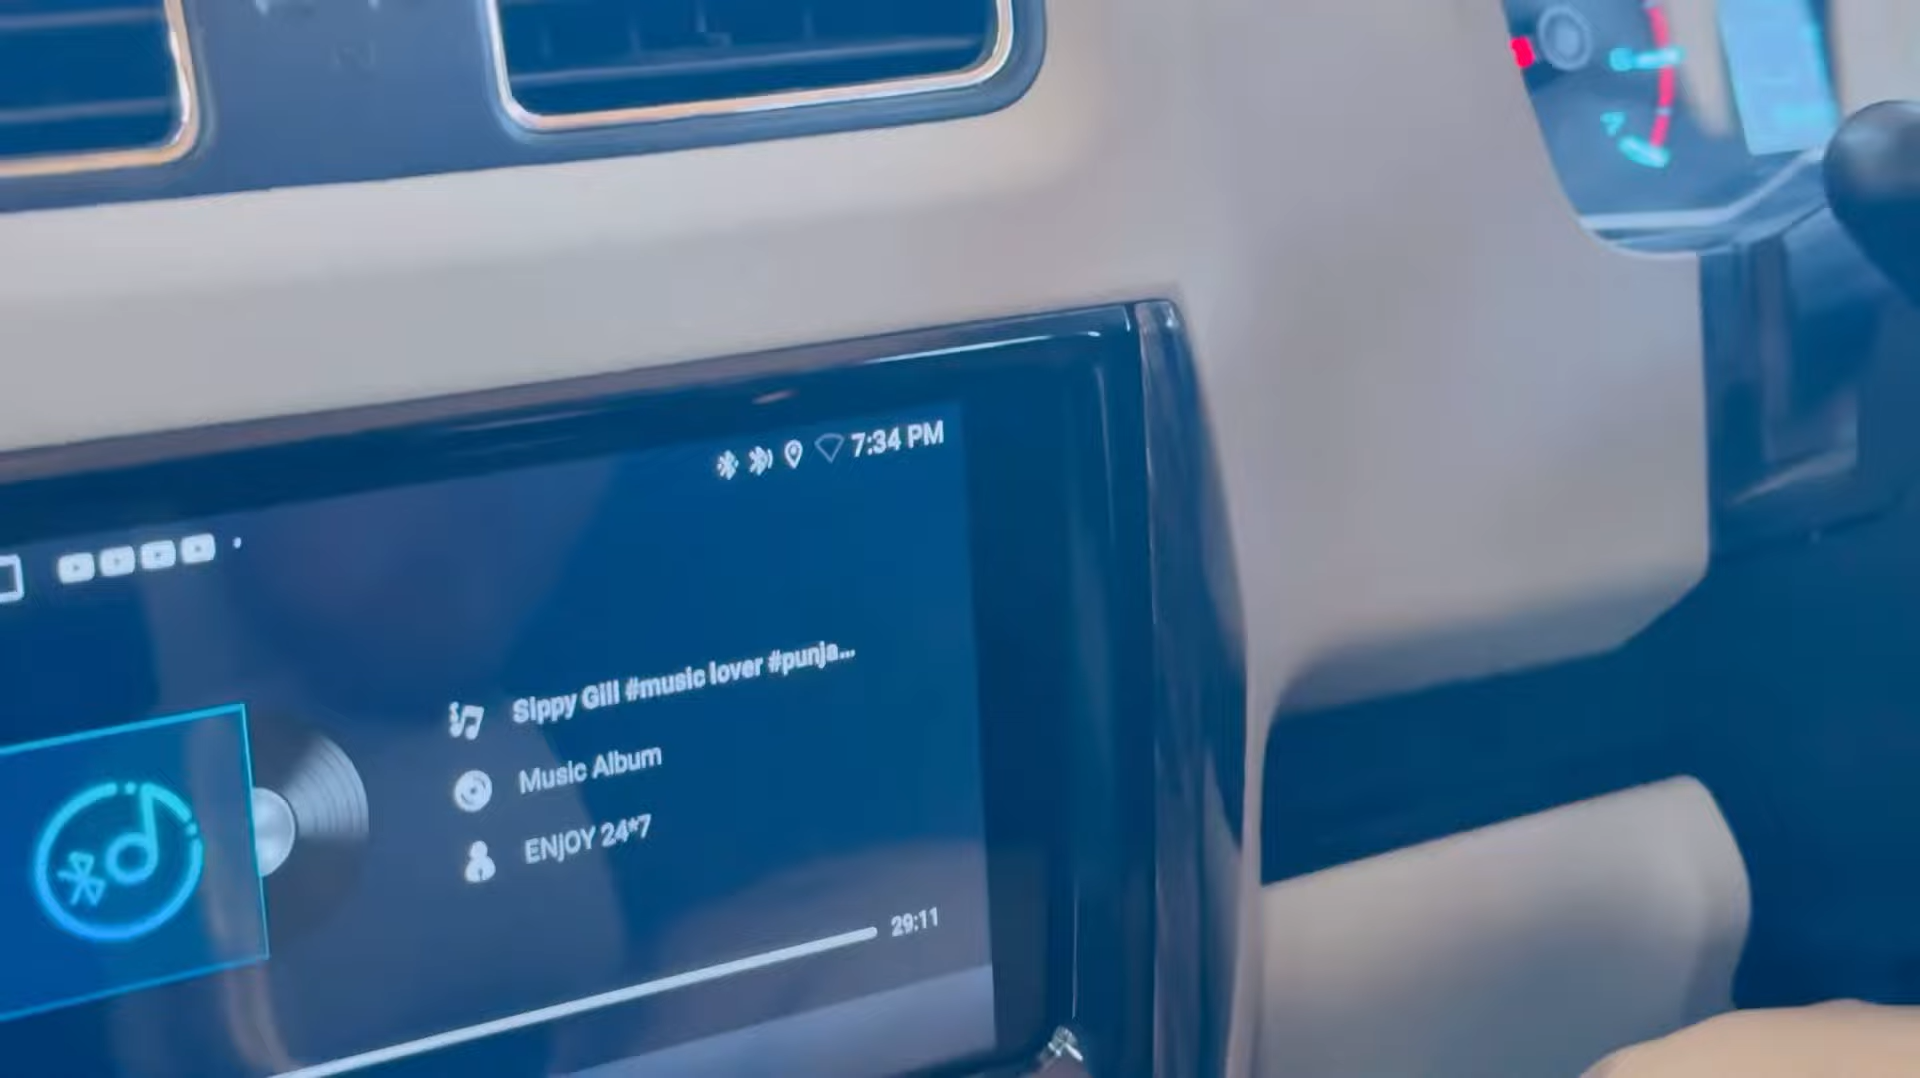 7:34 PM
Sippy Gill #music lover #punja...
Music Album
ENJOY 24*7
29:11